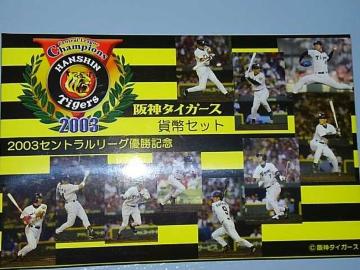 Central League
Champions
HANSHIN
Tigers
2003
阪神タイガース
貨幣セット
2003セントラルリーグ優勝記念
©阪神タイガース